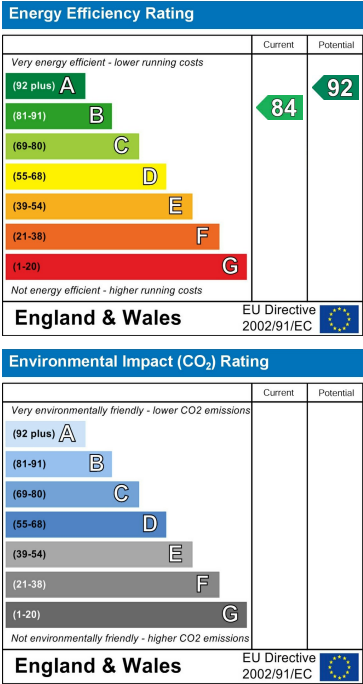 Energy Efficiency Rating
Current Potential
Very energy efficient - lower running costs
(92 plus) A
(81-91) B
(69-80) C
(55-68) D
(39-54) E
(21-38) F
(1-20) G
84
92
Not energy efficient - higher running costs
England & Wales
EU Directive
2002/91/EC
Environmental Impact (CO₂) Rating
Current Potential
Very environmentally friendly - lower CO2 emissions
(92 plus) A
(81-91) B
(69-80) C
(55-68) D
(39-54) E
(21-38) F
(1-20) G
Not environmentally friendly - higher CO2 emissions
England & Wales
EU Directive
2002/91/EC